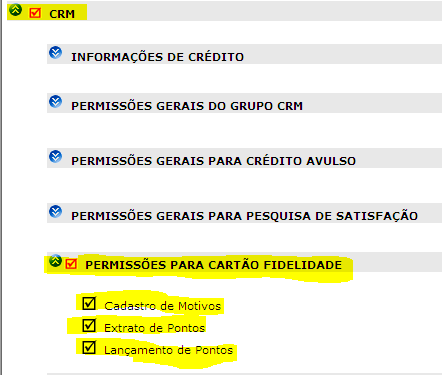 CRM
INFORMAÇÕES DE CRÉDITO
PERMISSÕES GERAIS DO GRUPO CRM
PERMISSÕES GERAIS PARA CRÉDITO AVULSO
PERMISSÕES GERAIS PARA PESQUISA DE SATISFAÇÃO
PERMISSÕES PARA CARTÃO FIDELIDADE
Cadastro de Motivos
Extrato de Pontos
Lançamento de Pontos